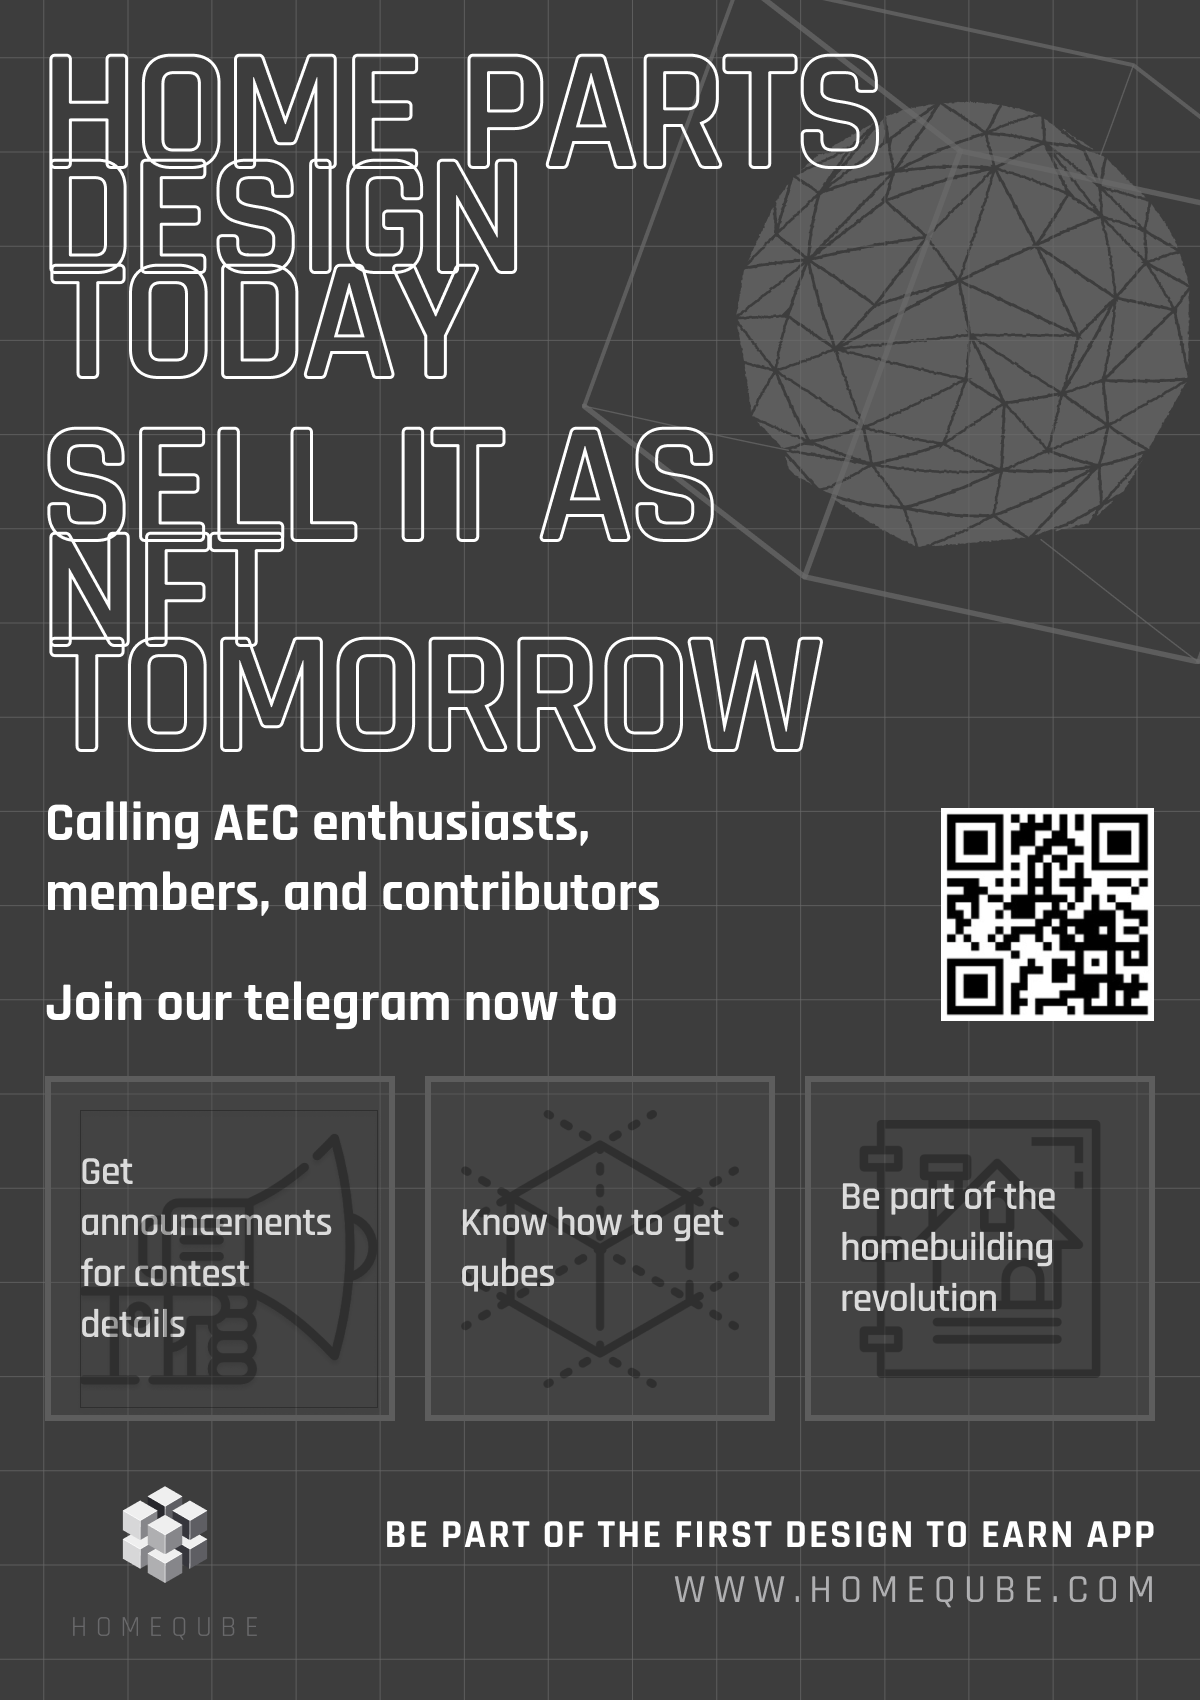 HOME PARTS
DESIGN
TODAY
SELL IT AS
NFT
TOMORROW
Calling AEC enthusiasts,
members, and contributors
Join our telegram now to
Get
announcements
for contest
details
Know how to get
qubes
Be part of the
homebuilding
revolution
HOMEQUBE
BE PART OF THE FIRST DESIGN TO EARN APP
WWW.HOMEQUBE.COM